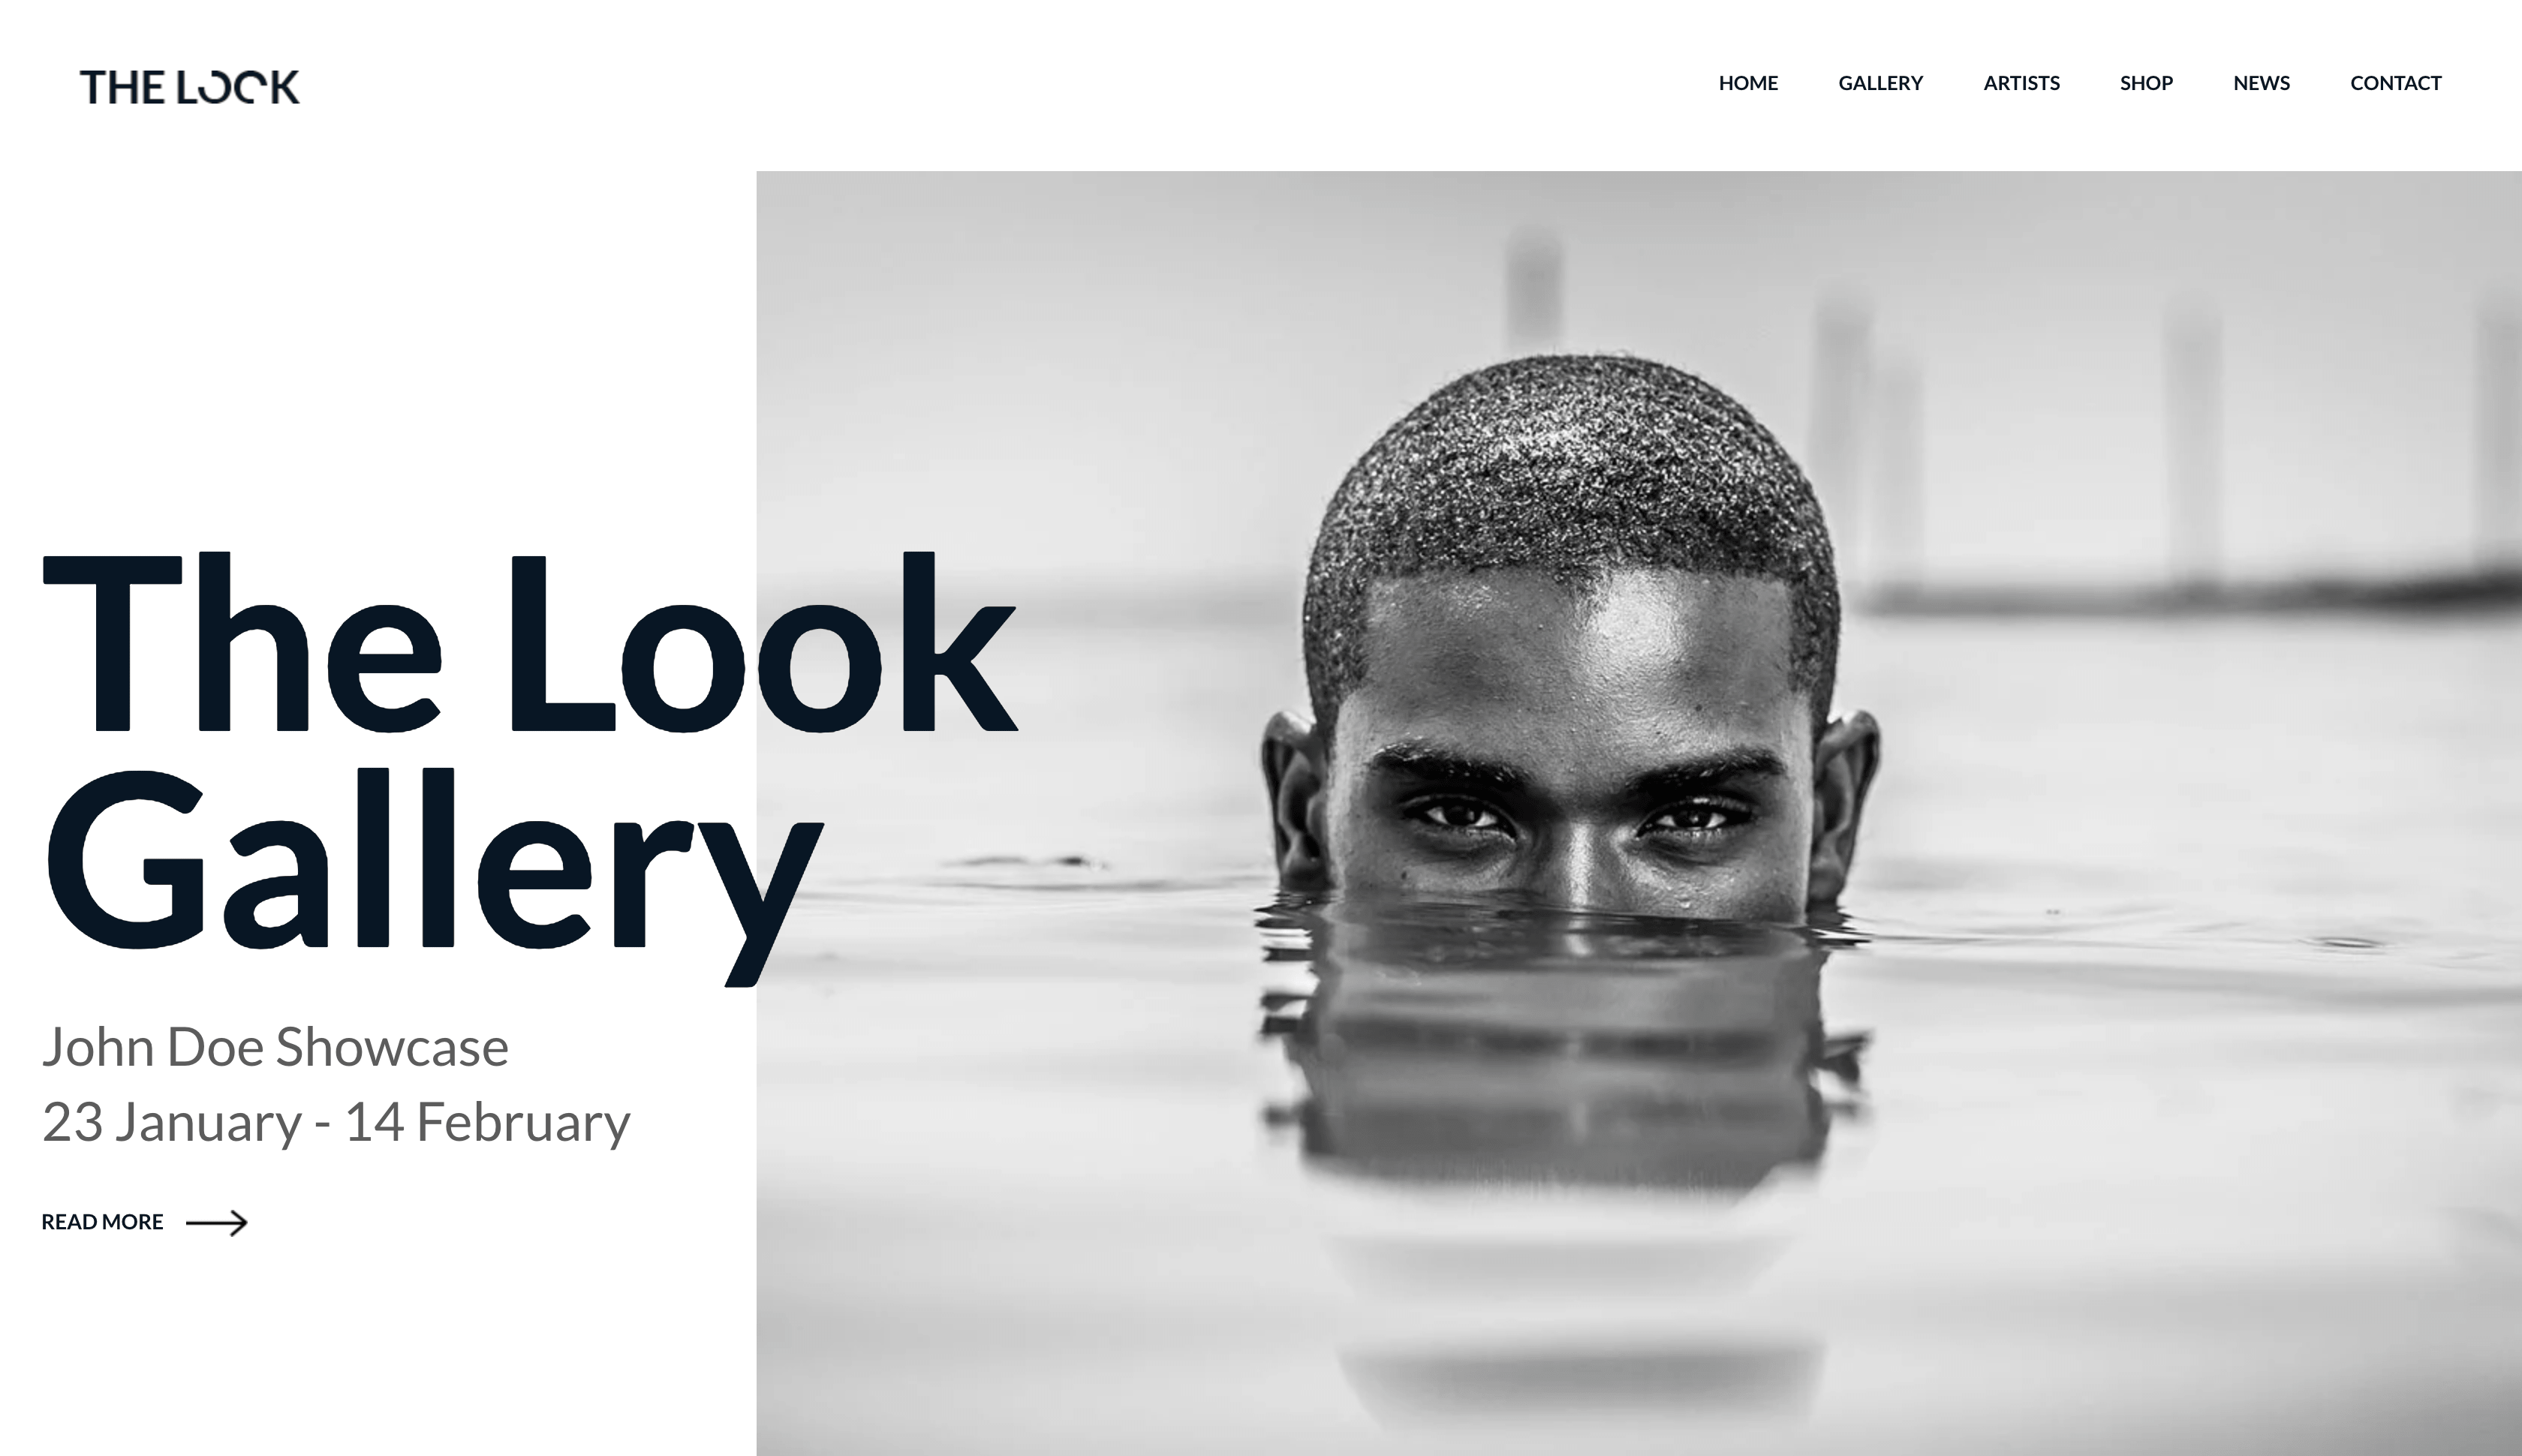 THE LOOK
HOME GALLERY ARTISTS SHOP NEWS CONTACT
The Look
Gallery
John Doe Showcase
23 January - 14 February
READ MORE